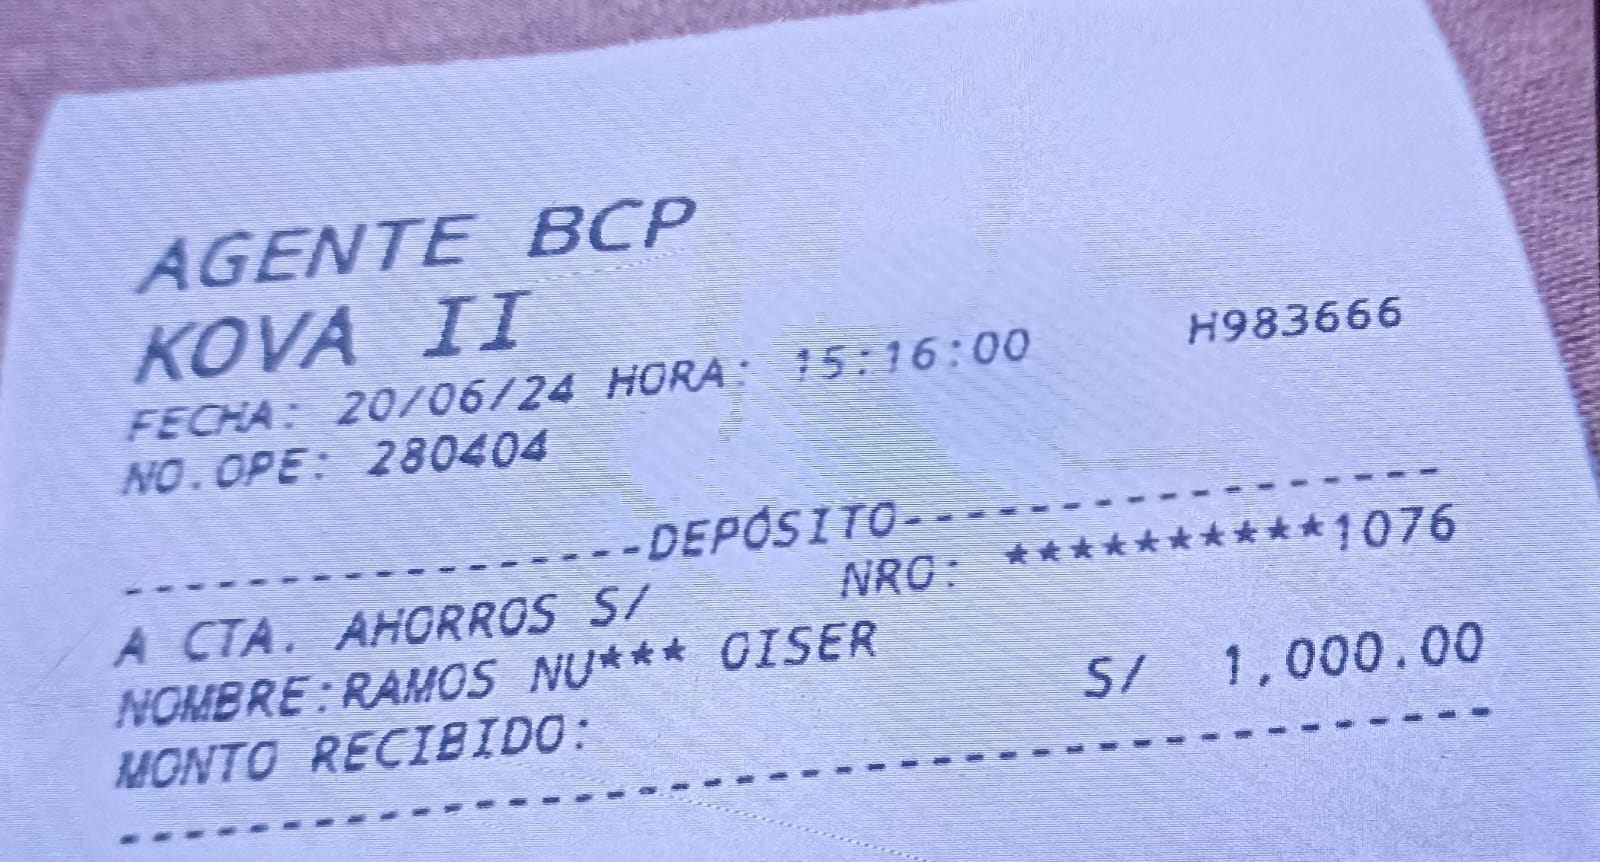 AGENTE BCP
KOVA II
FECHA: 20/06/24 HORA: 15:16:00 H983666
NO.OPE: 280404
----------------DEPÓSITO-----------------
A CTA. AHORROS S/ NRO: **********1076
NOMBRE:RAMOS NU*** OISER
MONTO RECIBIDO: S/ 1,000.00
------------------------------------------